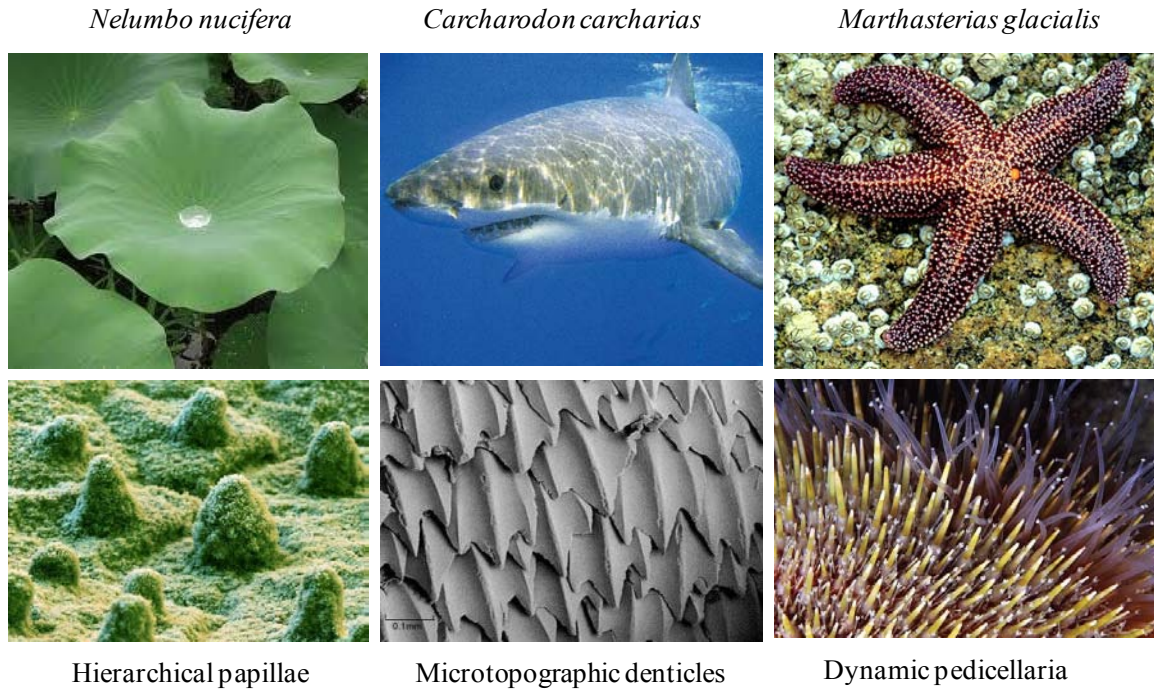 Nelumbo nucifera
Carcharodon carcharias
Marthasterias glacialis
0.1mm
Hierarchical papillae
Microtopographic denticles
Dynamic pedicellaria